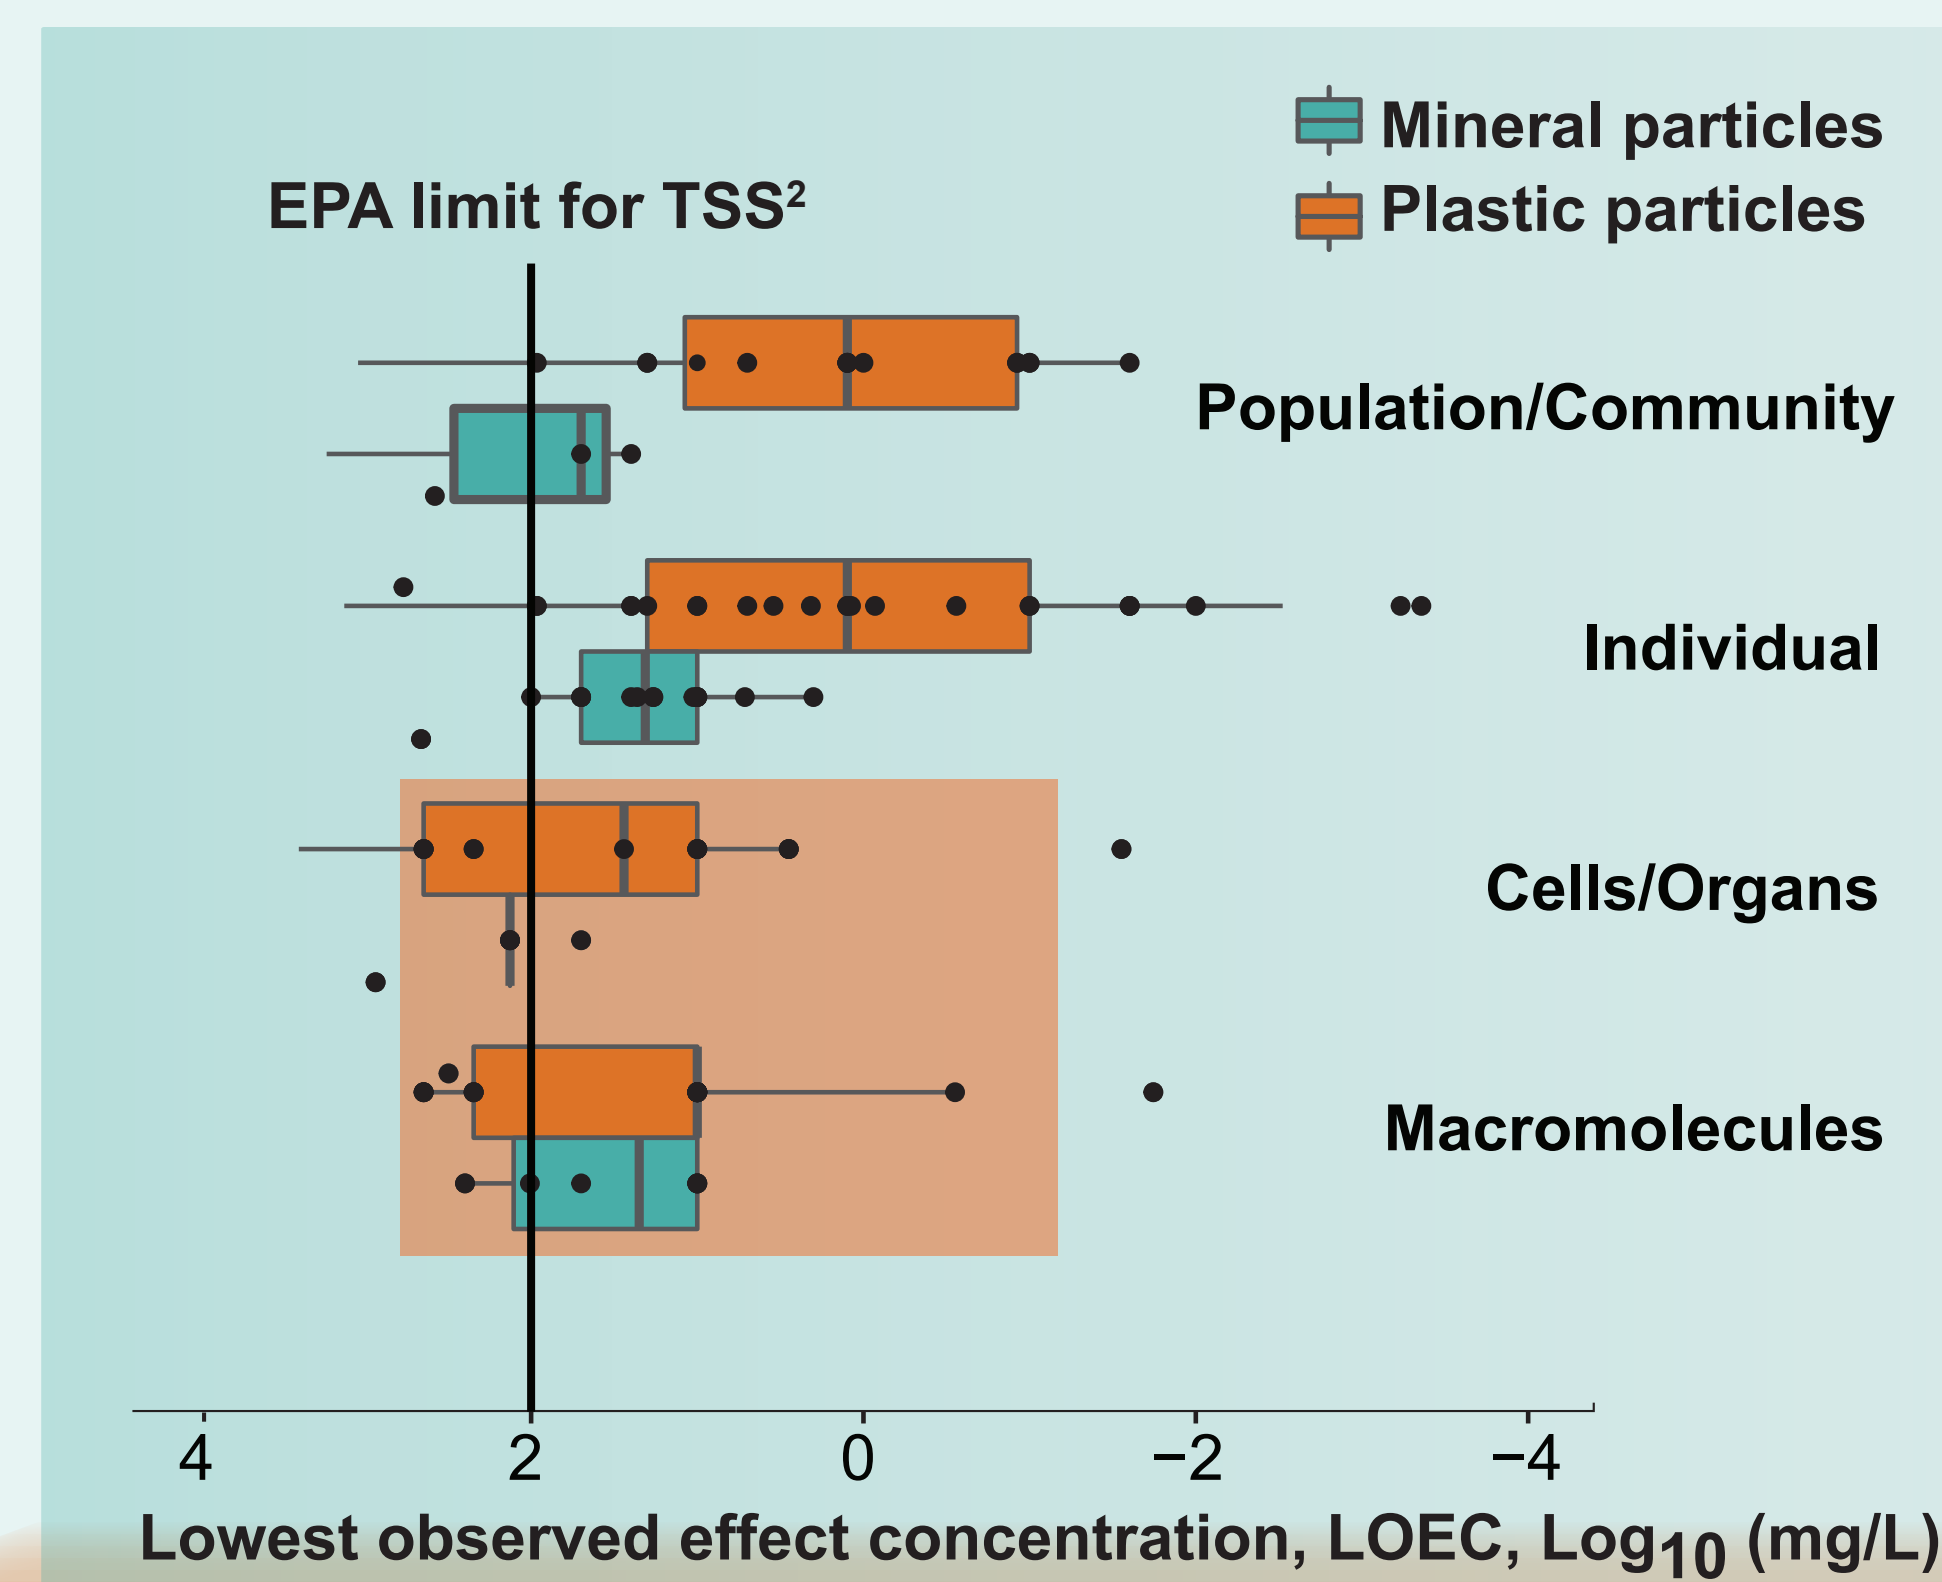 Mineral particles
Plastic particles
EPA limit for TSS²
Population/Community
Individual
Cells/Organs
Macromolecules
4 2 0 −2 −4
Lowest observed effect concentration, LOEC, Log₁₀ (mg/L)